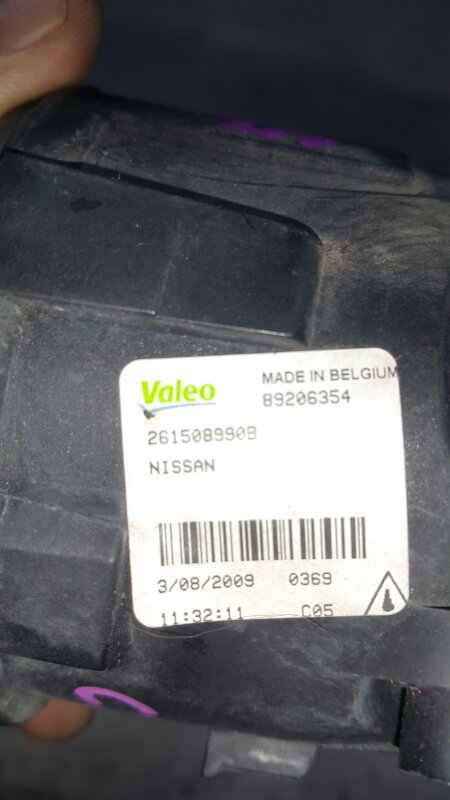 Valeo MADE IN BELGIUM
89206354
261508990B
NISSAN
3/08/2009 0369
11:32:11 C05